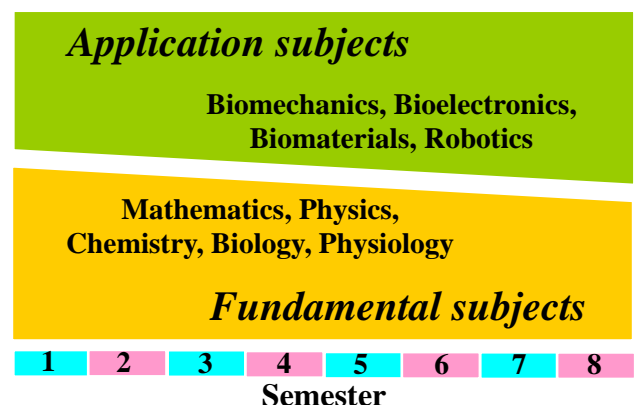 Application subjects
Biomechanics, Bioelectronics,
Biomaterials, Robotics
Mathematics, Physics,
Chemistry, Biology, Physiology
Fundamental subjects
1 2 3 4 5 6 7 8
Semester